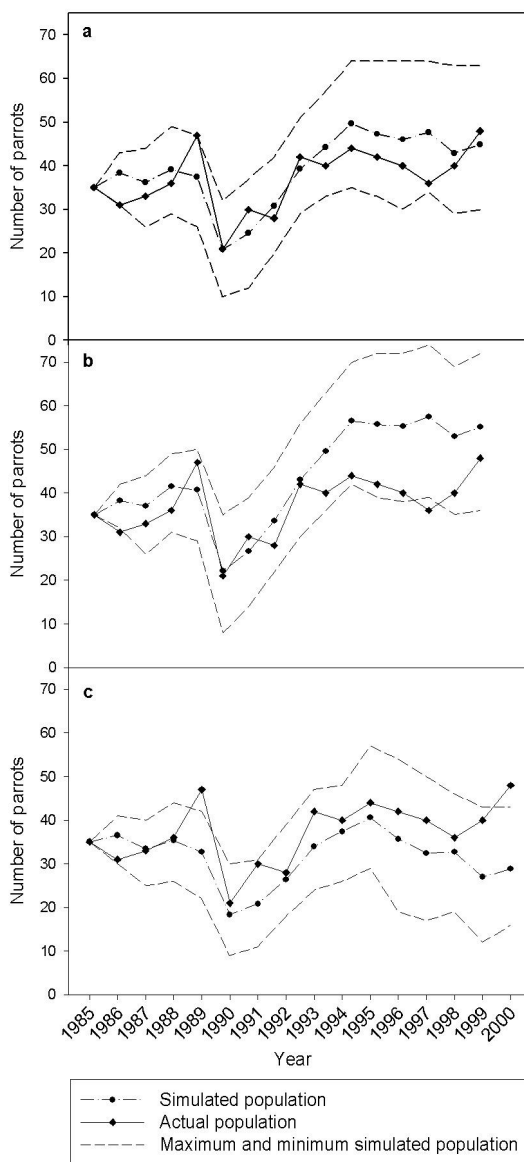 a
Number of parrots
70
60
50
40
30
20
10
0
b
Number of parrots
70
60
50
40
30
20
10
0
c
Number of parrots
70
60
50
40
30
20
10
0
1985 1986 1987 1988 1989 1990 1991 1992 1993 1994 1995 1996 1997 1998 1999 2000
Year
Simulated population
Actual population
Maximum and minimum simulated population